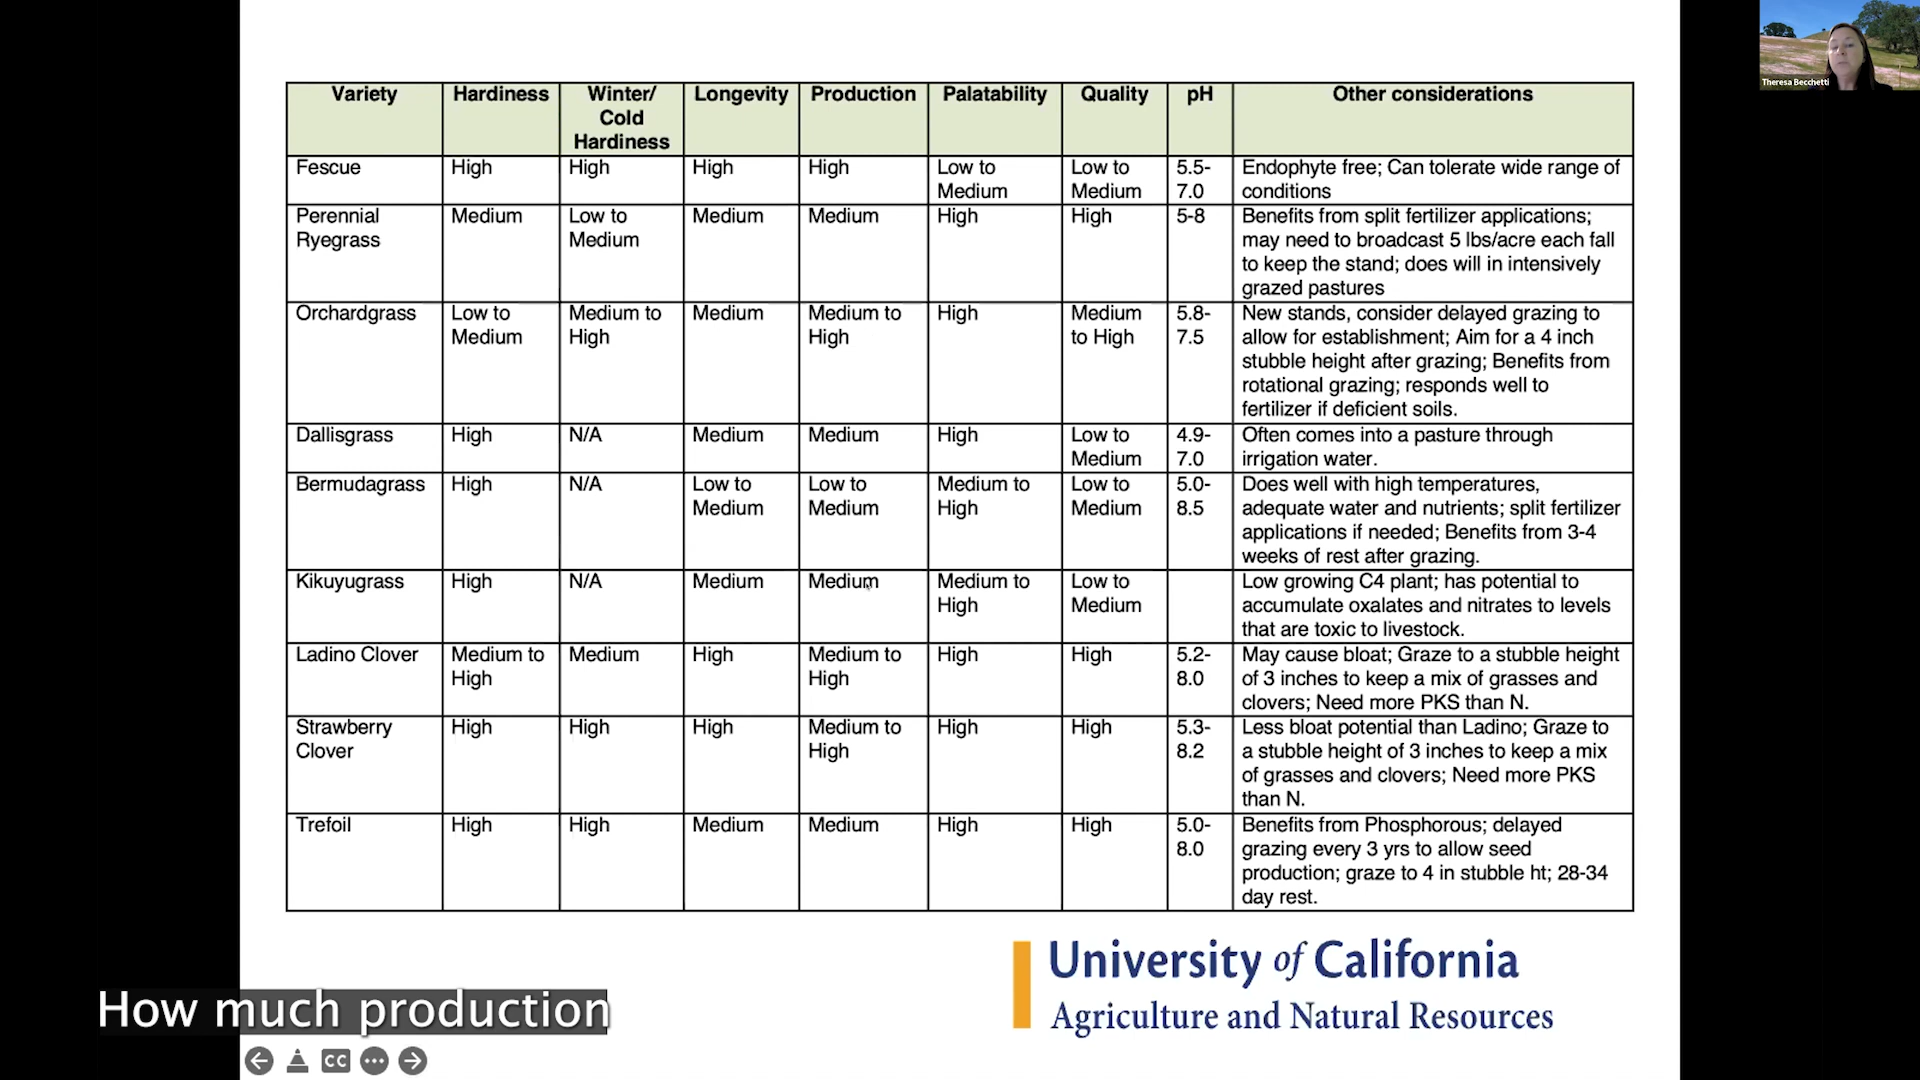 Theresa Becchetti
Variety Hardiness Winter/ Cold Hardiness Longevity Production Palatability Quality pH Other considerations
Fescue High High High High Low to Medium Low to Medium 5.5-7.0 Endophyte free; Can tolerate wide range of
conditions
Perennial Ryegrass Medium Low to Medium Medium Medium High High 5-8 Benefits from split fertilizer applications;
may need to broadcast 5 lbs/acre each fall
to keep the stand; does will in intensively
grazed pastures
Orchardgrass Low to Medium Medium to High Medium Medium to High High Medium to High 5.8-7.5 New stands, consider delayed grazing to
allow for establishment; Aim for a 4 inch
stubble height after grazing; Benefits from
rotational grazing; responds well to
fertilizer if deficient soils.
Dallisgrass High N/A Medium Medium High Low to Medium 4.9-7.0 Often comes into a pasture through
irrigation water.
Bermudagrass High N/A Low to Medium Low to Medium Medium to High Low to Medium 5.0-8.5 Does well with high temperatures,
adequate water and nutrients; split fertilizer
applications if needed; Benefits from 3-4
weeks of rest after grazing.
Kikuyugrass High N/A Medium Medium Medium to High Low to Medium Low growing C4 plant; has potential to
accumulate oxalates and nitrates to levels
that are toxic to livestock.
Ladino Clover Medium to High Medium High Medium to High High High 5.2-8.0 May cause bloat; Graze to a stubble height
of 3 inches to keep a mix of grasses and
clovers; Need more PKS than N.
Strawberry Clover High High High Medium to High High High 5.3-8.2 Less bloat potential than Ladino; Graze to
a stubble height of 3 inches to keep a mix
of grasses and clovers; Need more PKS
than N.
Trefoil High High Medium Medium High High 5.0-8.0 Benefits from Phosphorous; delayed
grazing every 3 yrs to allow seed
production; graze to 4 in stubble ht; 28-34
day rest.
University of California
Agriculture and Natural Resources
How much production
CC